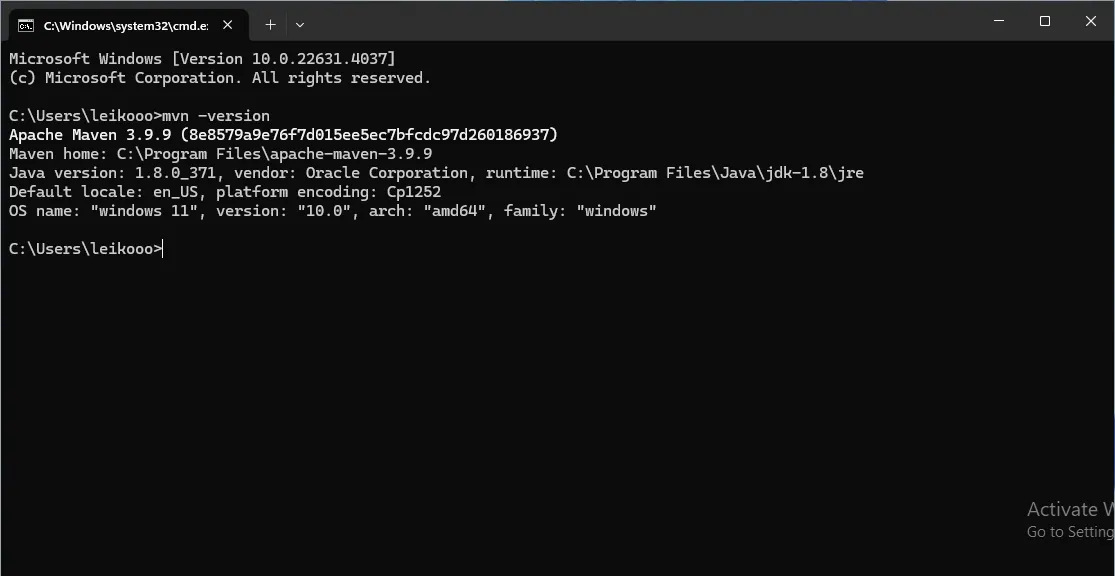 C:\Windows\system32\cmd.e
Microsoft Windows [Version 10.0.22631.4037]
(c) Microsoft Corporation. All rights reserved.
C:\Users\leikooo>mvn -version
Apache Maven 3.9.9 (8e8579a9e76f7d015ee5ec7bfcdc97d260186937)
Maven home: C:\Program Files\apache-maven-3.9.9
Java version: 1.8.0_371, vendor: Oracle Corporation, runtime: C:\Program Files\Java\jdk-1.8\jre
Default locale: en_US, platform encoding: Cp1252
OS name: "windows 11", version: "10.0", arch: "amd64", family: "windows"
C:\Users\leikooo>
Activate W
Go to Setting